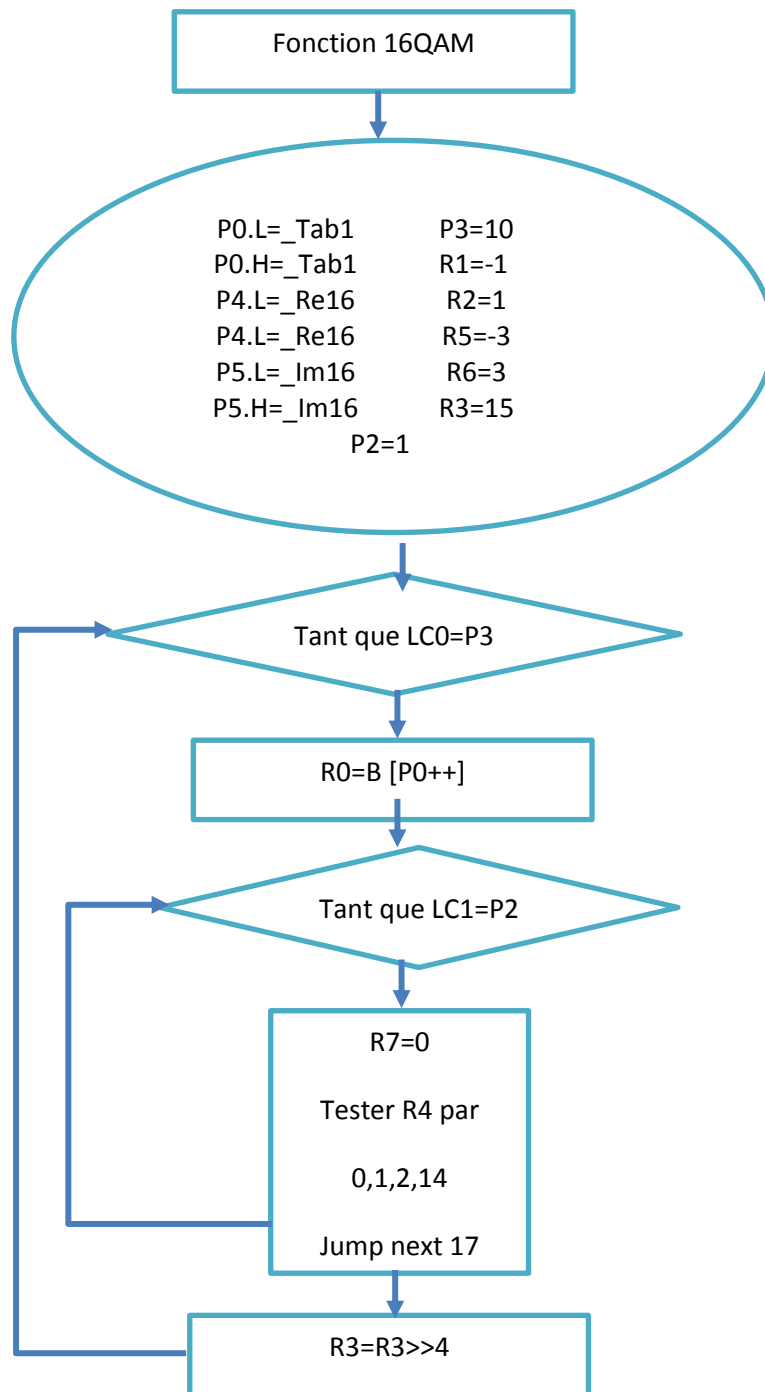 Fonction 16QAM
P0.L=_Tab1 P3=10
P0.H=_Tab1 R1=-1
P4.L=_Re16 R2=1
P4.L=_Re16 R5=-3
P5.L=_Im16 R6=3
P5.H=_Im16 R3=15
P2=1
Tant que LC0=P3
R0=B [P0++]
Tant que LC1=P2
R7=0
Tester R4 par
0,1,2,14
Jump next 17
R3=R3>>4